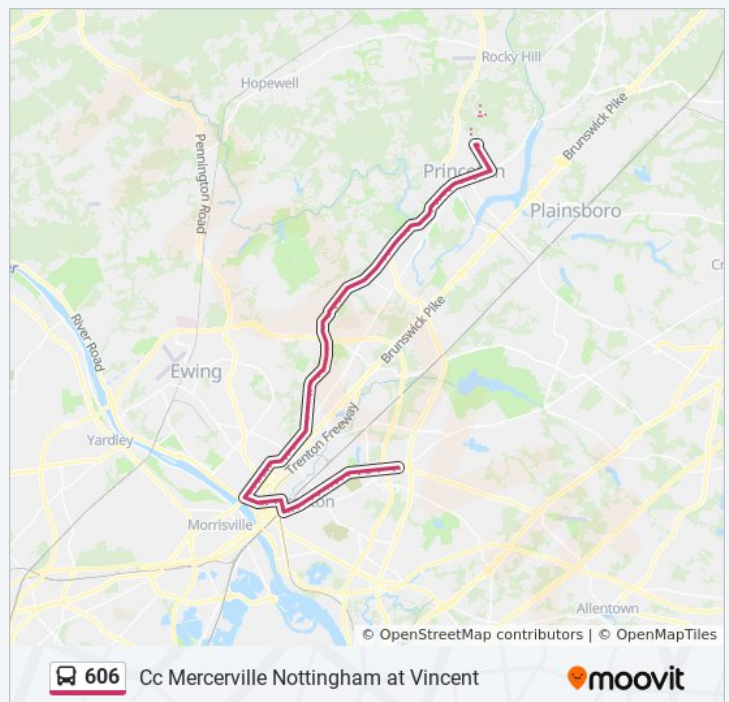 Rocky Hill
Hopewell
Brunswick Pike
Pennington Road
Plainsboro
River Road
Brunswick Pike
Ewing
Trenton Freeway
Yardley
Morrisville
Allentown
© OpenStreetMap contributors | © OpenMapTiles
606 Cc Mercerville Nottingham at Vincent
moovit